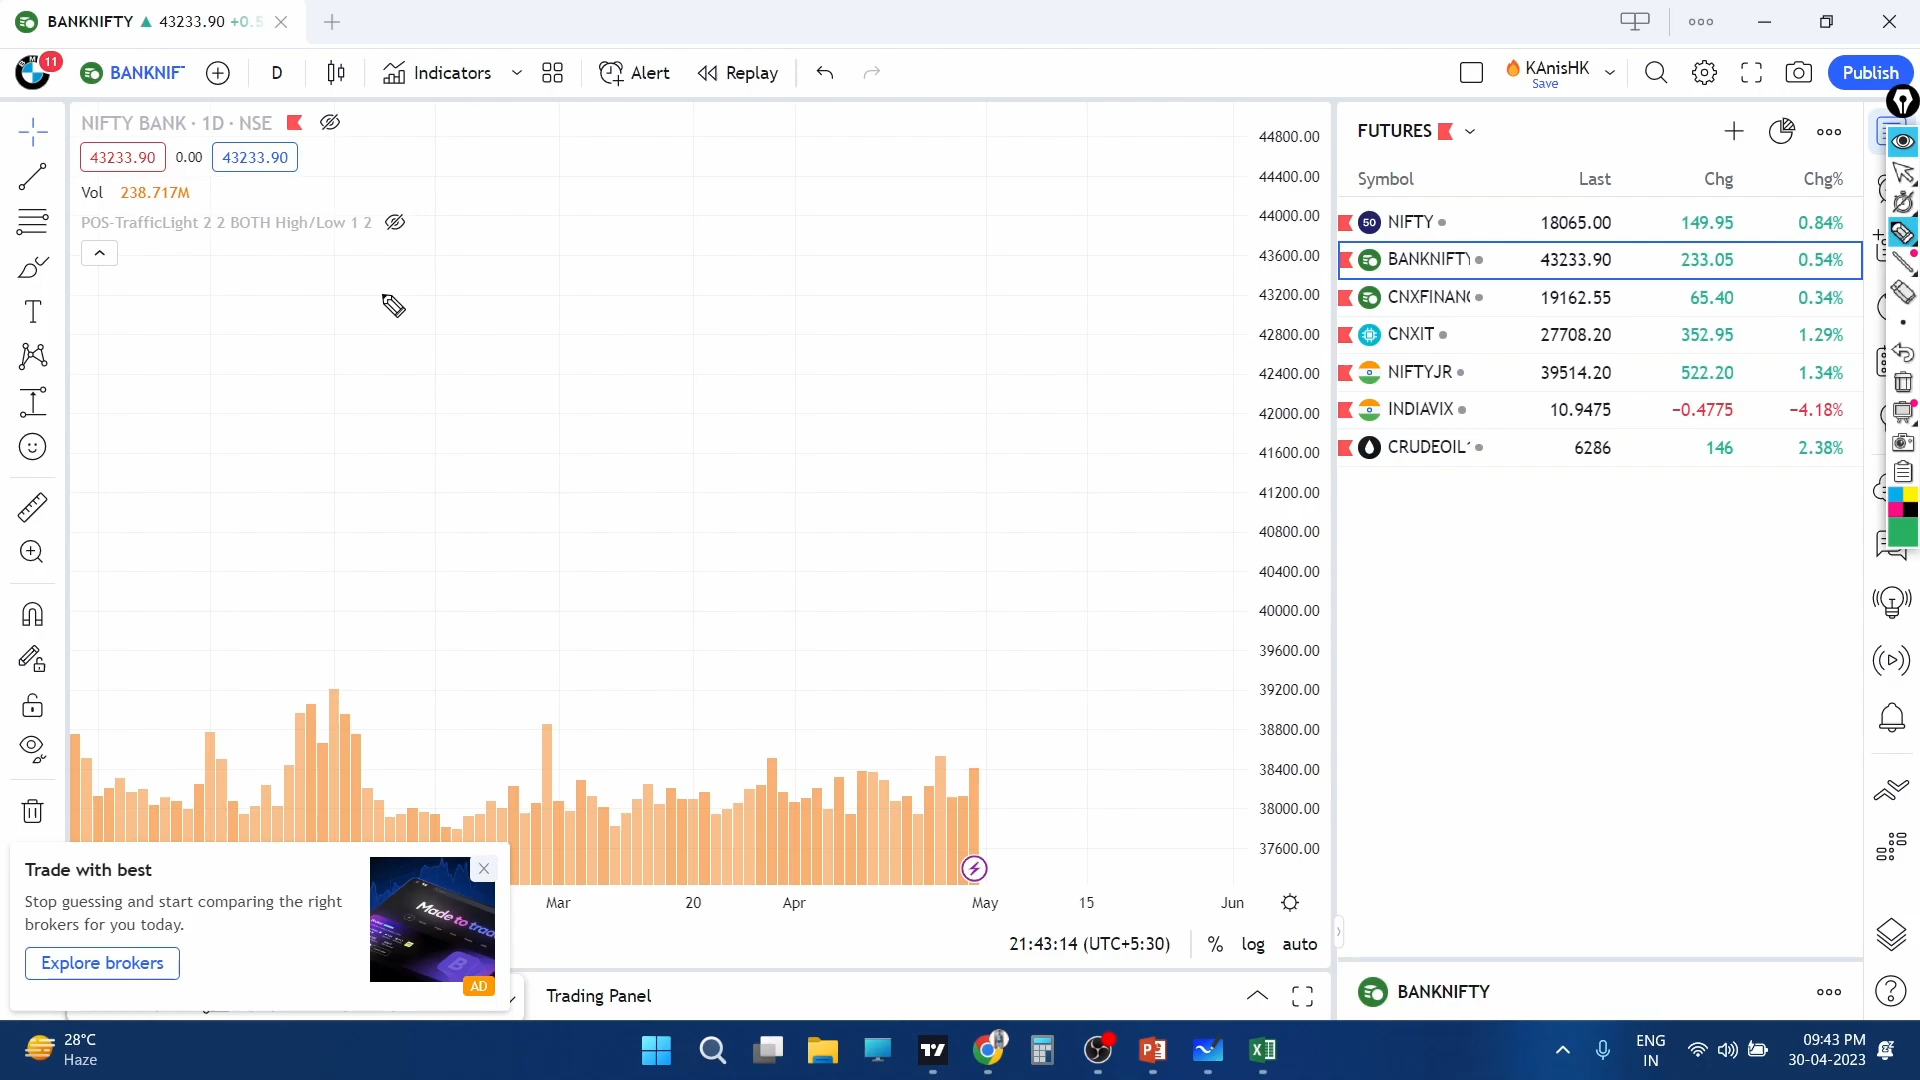 BANKNIFTY ▲ 43233.90 +0.5
11
BANKNIF
D
Indicators
Alert
Replay
KAnisHK
Save
Publish
NIFTY BANK · 1D · NSE
43233.90 0.00 43233.90
Vol 238.717M
POS-TrafficLight 2 2 BOTH High/Low 1 2
44800.00
44400.00
44000.00
43600.00
43200.00
42800.00
42400.00
42000.00
41600.00
41200.00
40800.00
40400.00
40000.00
39600.00
39200.00
38800.00
38400.00
38000.00
37600.00
Mar 20 Apr May 15 Jun
21:43:14 (UTC+5:30) % log auto
Trading Panel
Trade with best
Stop guessing and start comparing the right
brokers for you today.
Explore brokers
Made to trad
AD
FUTURES
Symbol Last Chg Chg%
50 NIFTY 18065.00 149.95 0.84%
BANKNIFTY 43233.90 233.05 0.54%
CNXFINAN 19162.55 65.40 0.34%
CNXIT 27708.20 352.95 1.29%
NIFTYJR 39514.20 522.20 1.34%
INDIAVIX 10.9475 −0.4775 −4.18%
CRUDEOIL 6286 146 2.38%
BANKNIFTY
28°C
Haze
ENG
IN
09:43 PM
30-04-2023